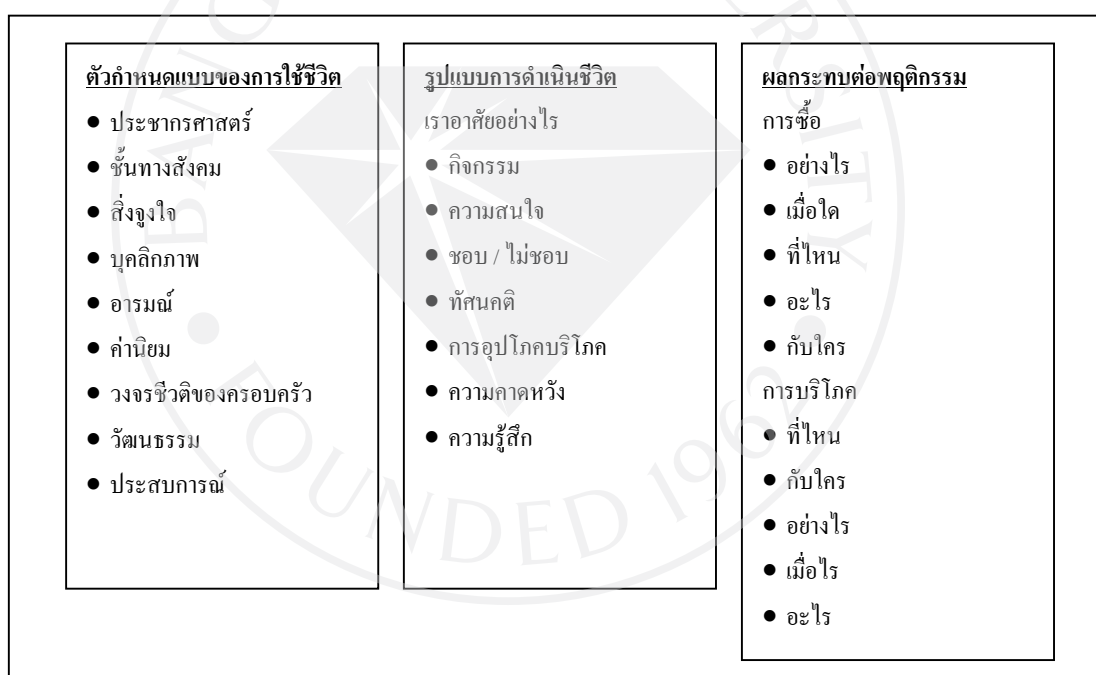 ตัวกำหนดแบบของการใช้ชีวิต
● ประชากรศาสตร์
● ชั้นทางสังคม
● สิ่งจูงใจ
● บุคลิกภาพ
● อารมณ์
● ค่านิยม
● วงจรชีวติของครอบครัว
● วัฒนธรรม
● ประสบการณ์
รูปแบบการดำเนินชีวิต
เราอาศัยอย่างไร
● กิจกรรม
● ความสนใจ
● ชอบ / ไม่ชอบ
● ทัศนคติ
● การอุปโภคบริโภค
● ความคาดหวัง
● ความรู้สึก
ผลกระทบต่อพฤติกรรม
การซื้อ
● อย่างไร
● เมื่อใด
● ที่ไหน
● อะไร
● กับใคร
การบริโภค
● ที่ไหน
● กับใคร
● อย่างไร
● เมื่อไร
● อะไร
FOUNDED 1962